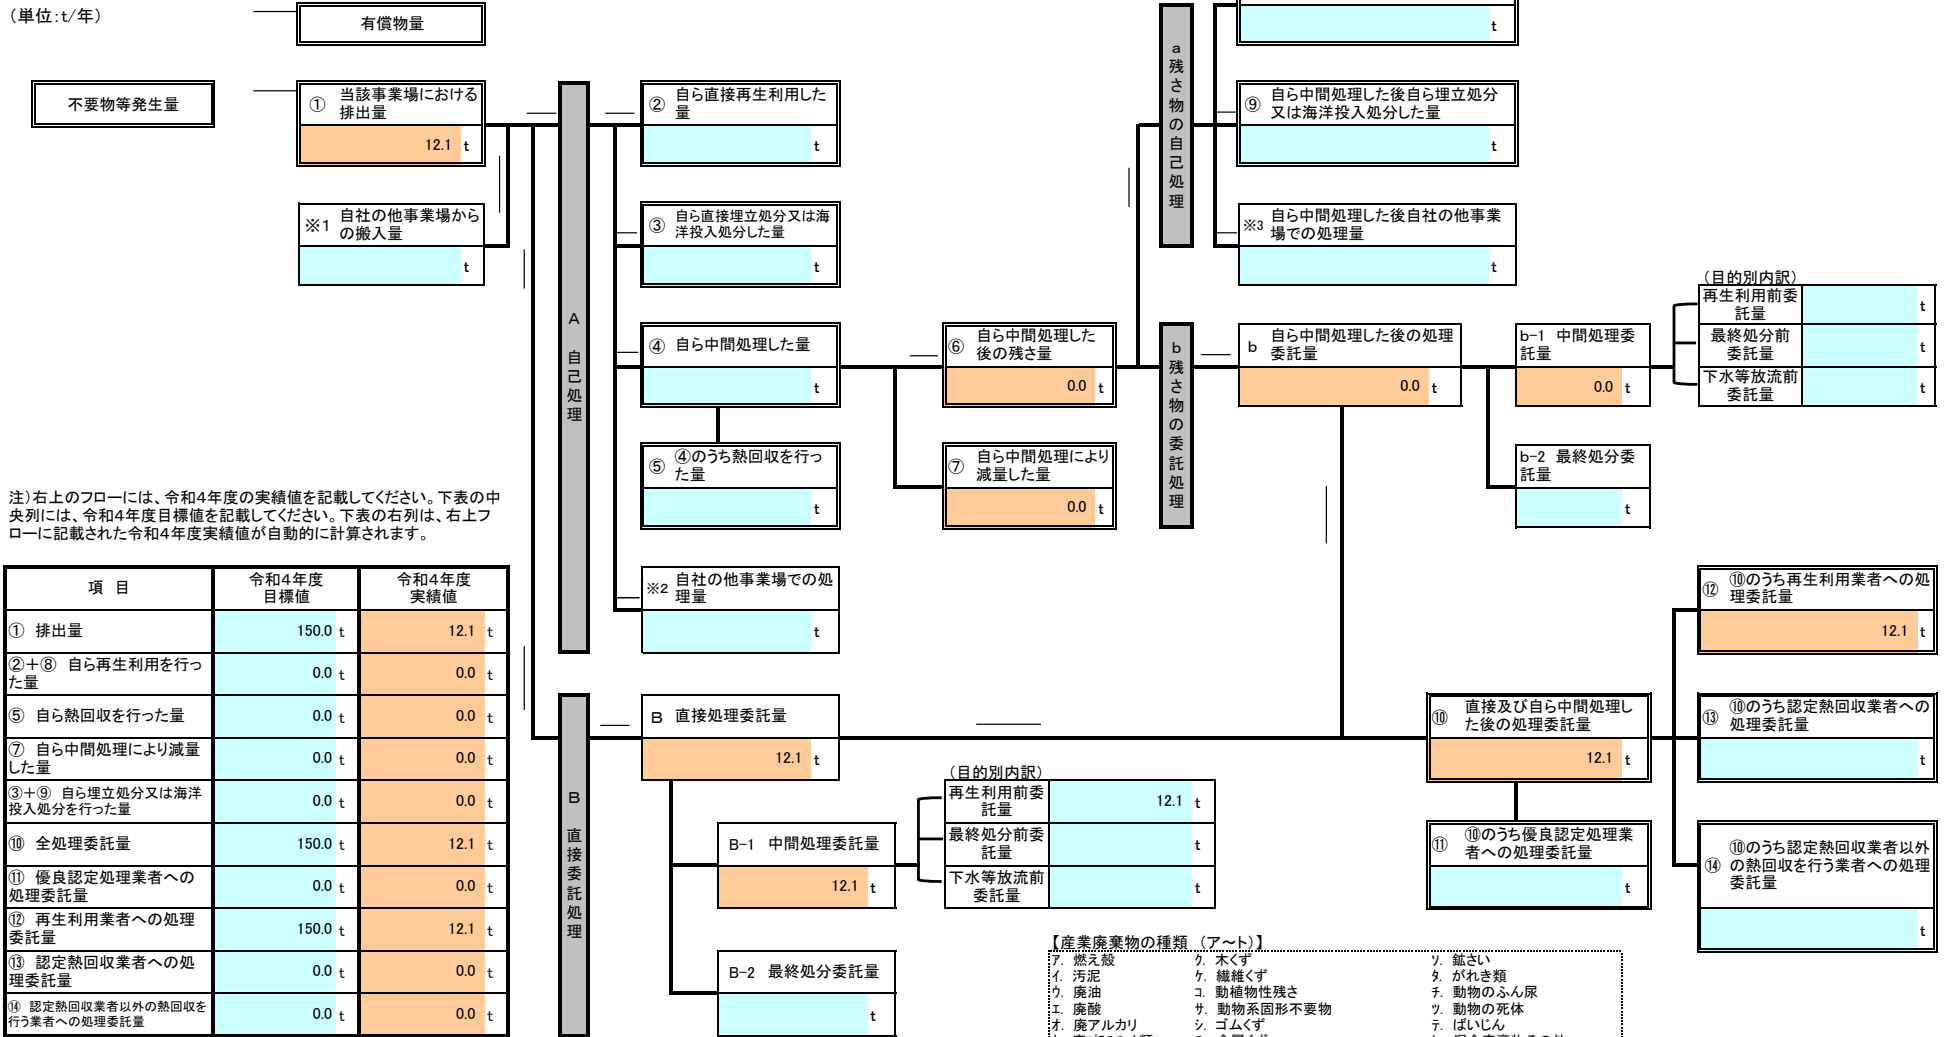 (単位:t/年)
有償物量
t
不要物等発生量
① 当該事業場における
排出量
12.1 t
※1 自社の他事業場から
の搬入量
t
A 自己処理
② 自ら直接再生利用した
量
t
③ 自ら直接埋立処分又は海
洋投入処分した量
t
④ 自ら中間処理した量
t
⑤ ④のうち熱回収を行っ
た量
t
※2 自社の他事業場での処
理量
t
⑥ 自ら中間処理した
後の残さ量
0.0 t
⑦ 自ら中間処理により
減量した量
0.0 t
a 残さ物の自己処理
⑨ 自ら中間処理した後自ら埋立処分
又は海洋投入処分した量
t
※3 自ら中間処理した後自社の他事業
場での処理量
t
b 残さ物の委託処理
b 自ら中間処理した後の処理
委託量
0.0 t
b-1 中間処理委
託量
0.0 t
b-2 最終処分委
託量
t
(目的別内訳)
再生利用前委
託量
t
最終処分前
委託量
t
下水等放流前
委託量
t
注)右上のフローには、令和4年度の実績値を記載してください。下表の中
央列には、令和4年度目標値を記載してください。下表の右列は、右上フ
ローに記載された令和4年度実績値が自動的に計算されます。
項 目 令和4年度
目標値 令和4年度
実績値
① 排出量 150.0 t 12.1 t
②+⑧ 自ら再生利用を行っ
た量 0.0 t 0.0 t
⑤ 自ら熱回収を行った量 0.0 t 0.0 t
⑦ 自ら中間処理により減量
した量 0.0 t 0.0 t
③+⑨ 自ら埋立処分又は海洋
投入処分を行った量 0.0 t 0.0 t
⑩ 全処理委託量 150.0 t 12.1 t
⑪ 優良認定処理業者への
処理委託量 0.0 t 0.0 t
⑫ 再生利用業者への処理
委託量 150.0 t 12.1 t
⑬ 認定熱回収業者への処
理委託量 0.0 t 0.0 t
⑭ 認定熱回収業者以外の熱回収を
行う業者への処理委託量 0.0 t 0.0 t
B 直接委託処理
B 直接処理委託量
12.1 t
B-1 中間処理委託量
12.1 t
B-2 最終処分委託量
t
(目的別内訳)
再生利用前委
託量
12.1 t
最終処分前委
託量
t
下水等放流前
委託量
t
⑩ 直接及び自ら中間処理し
た後の処理委託量
12.1 t
⑪ ⑩のうち優良認定処理業
者への処理委託量
t
⑫ ⑩のうち再生利用業者への処
理委託量
12.1 t
⑬ ⑩のうち認定熱回収業者への
処理委託量
t
⑭ ⑩のうち認定熱回収業者以外
の熱回収を行う業者への処理
委託量
t
【産業廃棄物の種類 (ア~ト)】
ア. 燃え殻 ク. 木くず ソ. 鉱さい
イ. 汚泥 ケ. 繊維くず タ. がれき類
ウ. 廃油 コ. 動植物性残さ チ. 動物のふん尿
エ. 廃酸 サ. 動物系固形不要物 ツ. 動物の死体
オ. 廃アルカリ シ. ゴムくず テ. ばいじん